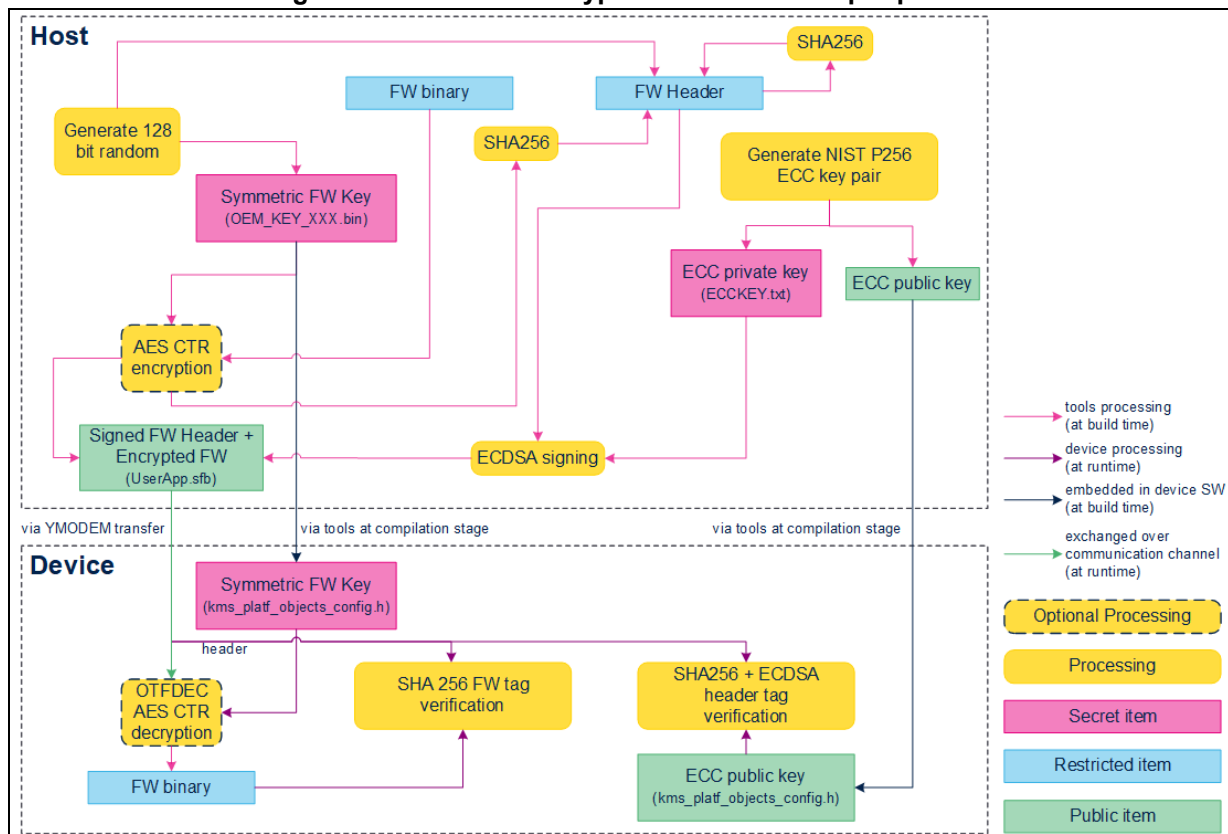 Host
SHA256
FW binary
FW Header
Generate 128
bit random
SHA256
Generate NIST P256
ECC key pair
Symmetric FW Key
(OEM_KEY_XXX.bin)
ECC private key
(ECCKEY.txt)
ECC public key
AES CTR
encryption
Signed FW Header +
Encrypted FW
(UserApp.sfb)
ECDSA signing
tools processing
(at build time)
device processing
(at runtime)
embedded in device SW
(at build time)
exchanged over
communication channel
(at runtime)
via YMODEM transfer
via tools at compilation stage
via tools at compilation stage
Device
Symmetric FW Key
(kms_platf_objects_config.h)
header
OTFDEC
AES CTR
decryption
SHA 256 FW tag
verification
SHA256 + ECDSA
header tag
verification
FW binary
ECC public key
(kms_platf_objects_config.h)
Optional Processing
Processing
Secret item
Restricted item
Public item